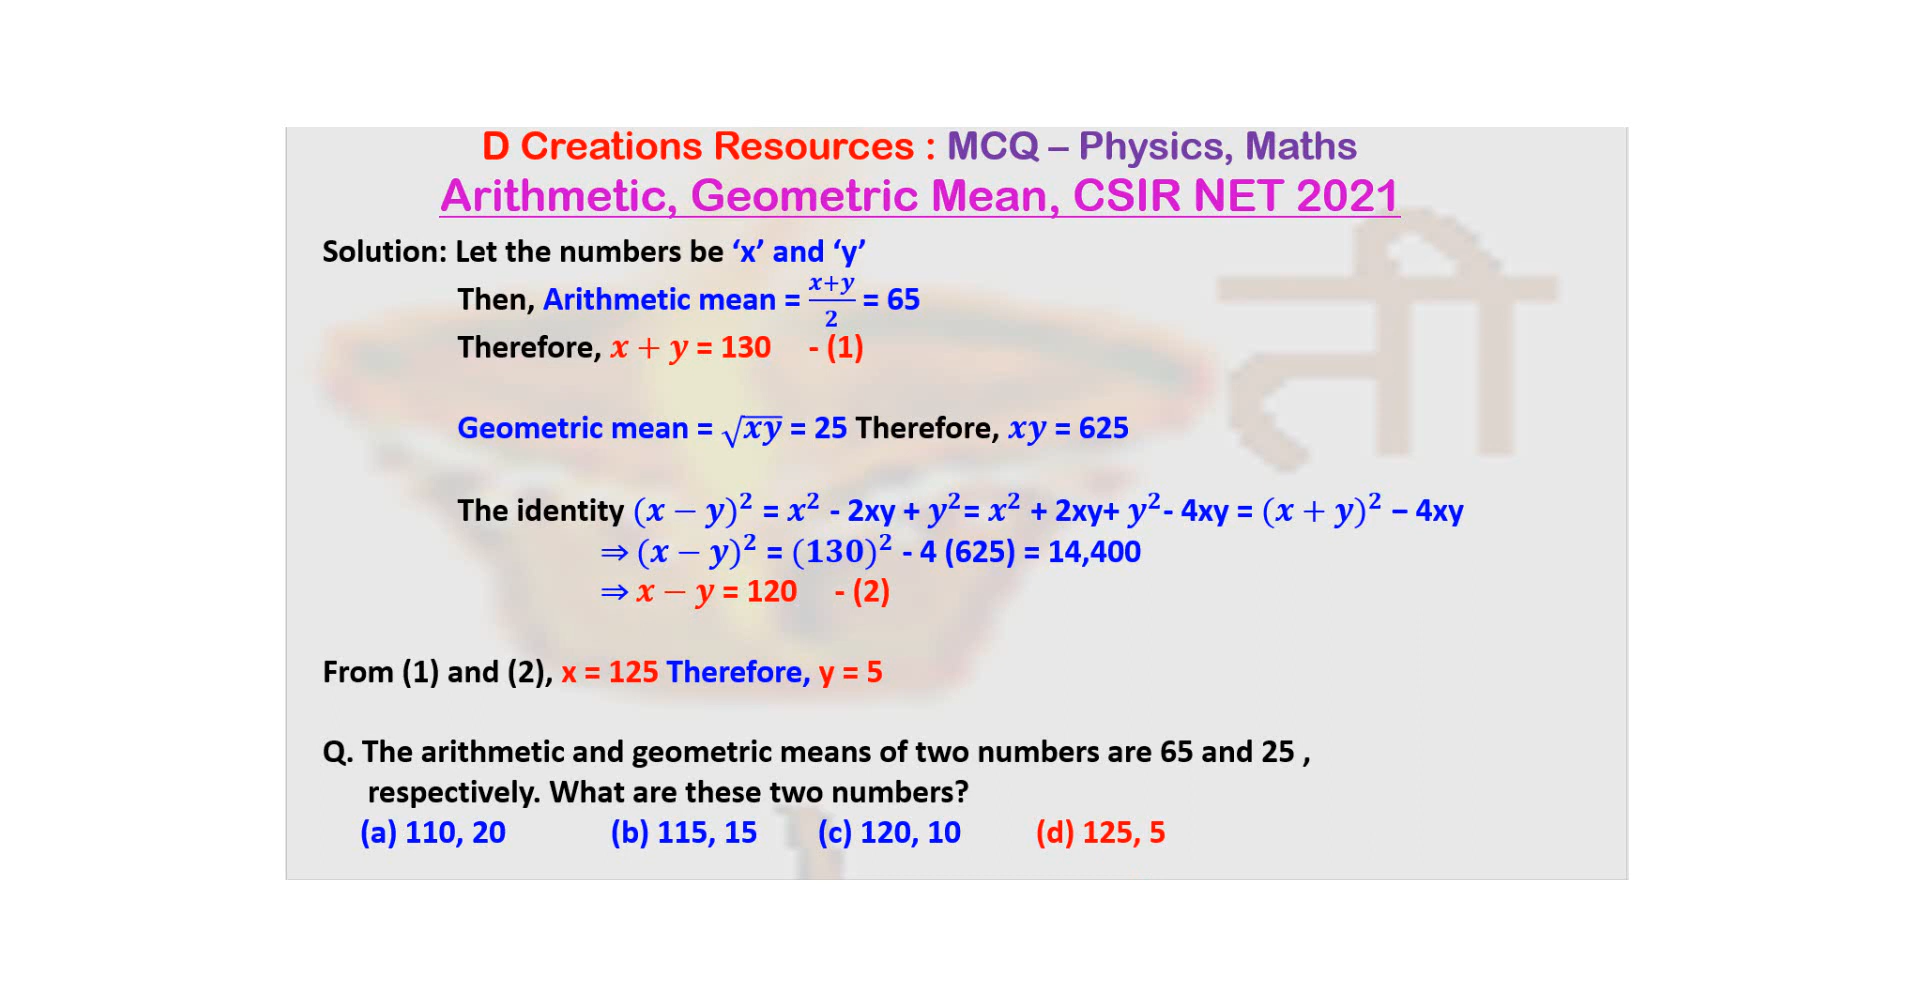 D Creations Resources : MCQ – Physics, Maths
Arithmetic, Geometric Mean, CSIR NET 2021
Solution: Let the numbers be ‘x’ and ‘y’
Then, Arithmetic mean = \frac{x+y}{2} = 65
Therefore, x + y = 130 - (1)
Geometric mean = √xy = 25 Therefore, xy = 625
The identity (x − y)² = x² - 2xy + y²= x² + 2xy+ y²- 4xy = (x + y)² − 4xy
⇒ (x − y)² = (130)² - 4 (625) = 14,400
⇒ x − y = 120 - (2)
From (1) and (2), x = 125 Therefore, y = 5
Q. The arithmetic and geometric means of two numbers are 65 and 25 ,
respectively. What are these two numbers?
(a) 110, 20 (b) 115, 15 (c) 120, 10 (d) 125, 5
ती